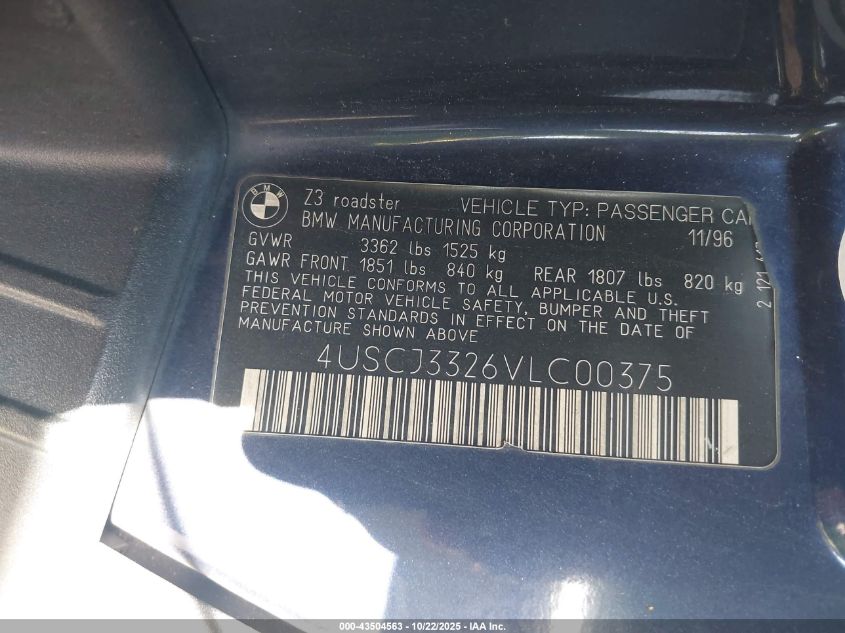 BMW
Z3 roadster VEHICLE TYP: PASSENGER CA
BMW MANUFACTURING CORPORATION 11/96
GVWR 3362 lbs 1525 kg
GAWR FRONT 1851 lbs 840 kg REAR 1807 lbs 820 kg
THIS VEHICLE CONFORMS TO ALL APPLICABLE U.S.
FEDERAL MOTOR VEHICLE SAFETY, BUMPER AND THEFT
PREVENTION STANDARDS IN EFFECT ON THE DATE OF
MANUFACTURE SHOWN ABOVE
2 121
4USCJ3326VLC00375
000-43504563 - 10/22/2025 - IAA Inc.